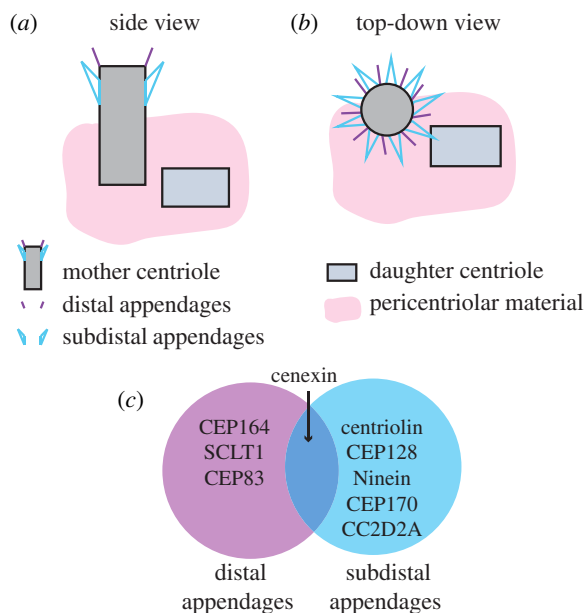 (a) side view
(b) top-down view
mother centriole
distal appendages
subdistal appendages
daughter centriole
pericentriolar material
cenexin
(c)
CEP164
SCLT1
CEP83
centriolin
CEP128
Ninein
CEP170
CC2D2A
distal
appendages
subdistal
appendages